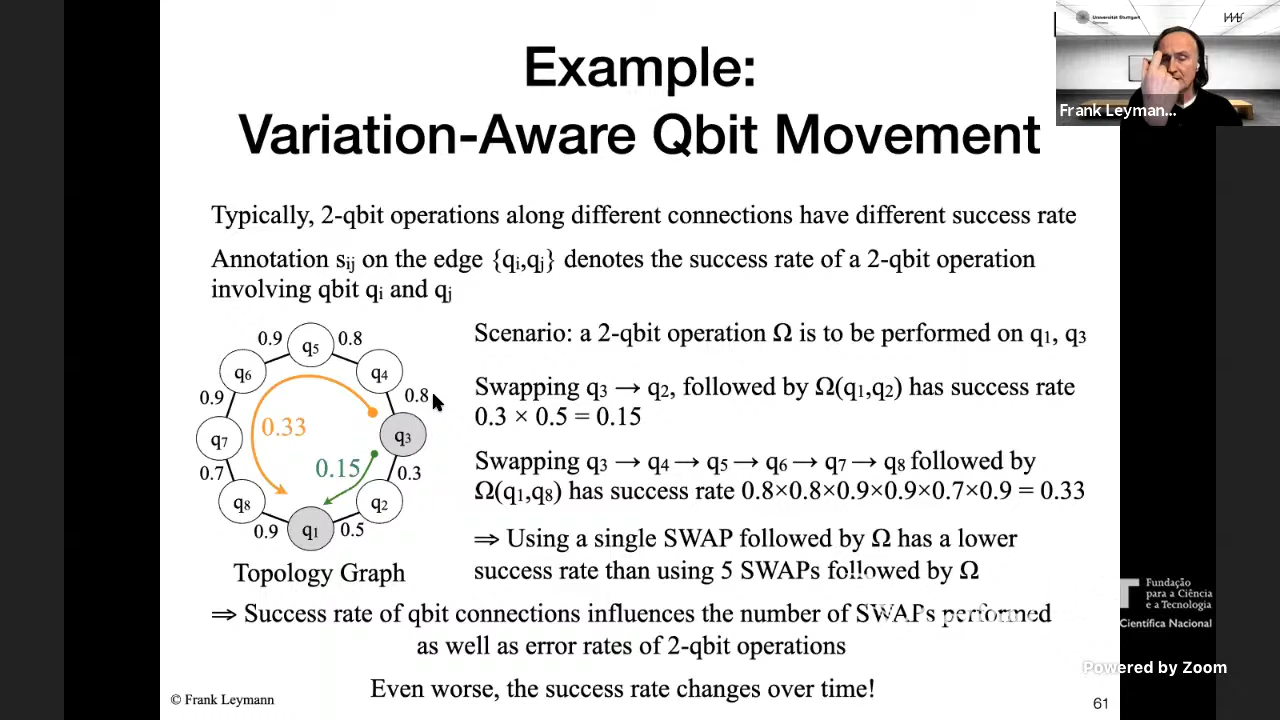 Example:
Variation-Aware Qbit Movement
Universität Stuttgart
Frank Leyman...
Typically, 2-qbit operations along different connections have different success rate
Annotation sij on the edge {qi,qj} denotes the success rate of a 2-qbit operation
involving qbit qi and qj
0.9 q5 0.8
q6 q4
0.9 0.8
0.33
q7 q3
0.15
0.7 0.3
q8 q2
0.9 q1 0.5
Topology Graph
Scenario: a 2-qbit operation Ω is to be performed on q1, q3
Swapping q3 → q2, followed by Ω(q1,q2) has success rate
0.3 × 0.5 = 0.15
Swapping q3 → q4 → q5 → q6 → q7 → q8 followed by
Ω(q1,q8) has success rate 0.8×0.8×0.9×0.9×0.7×0.9 = 0.33
⇒ Using a single SWAP followed by Ω has a lower
success rate than using 5 SWAPs followed by Ω
⇒ Success rate of qbit connections influences the number of SWAPs performed
as well as error rates of 2-qbit operations
Even worse, the success rate changes over time!
© Frank Leymann
61
T Fundação
para a Ciência
e a Tecnologia
Científica Nacional
Powered by Zoom